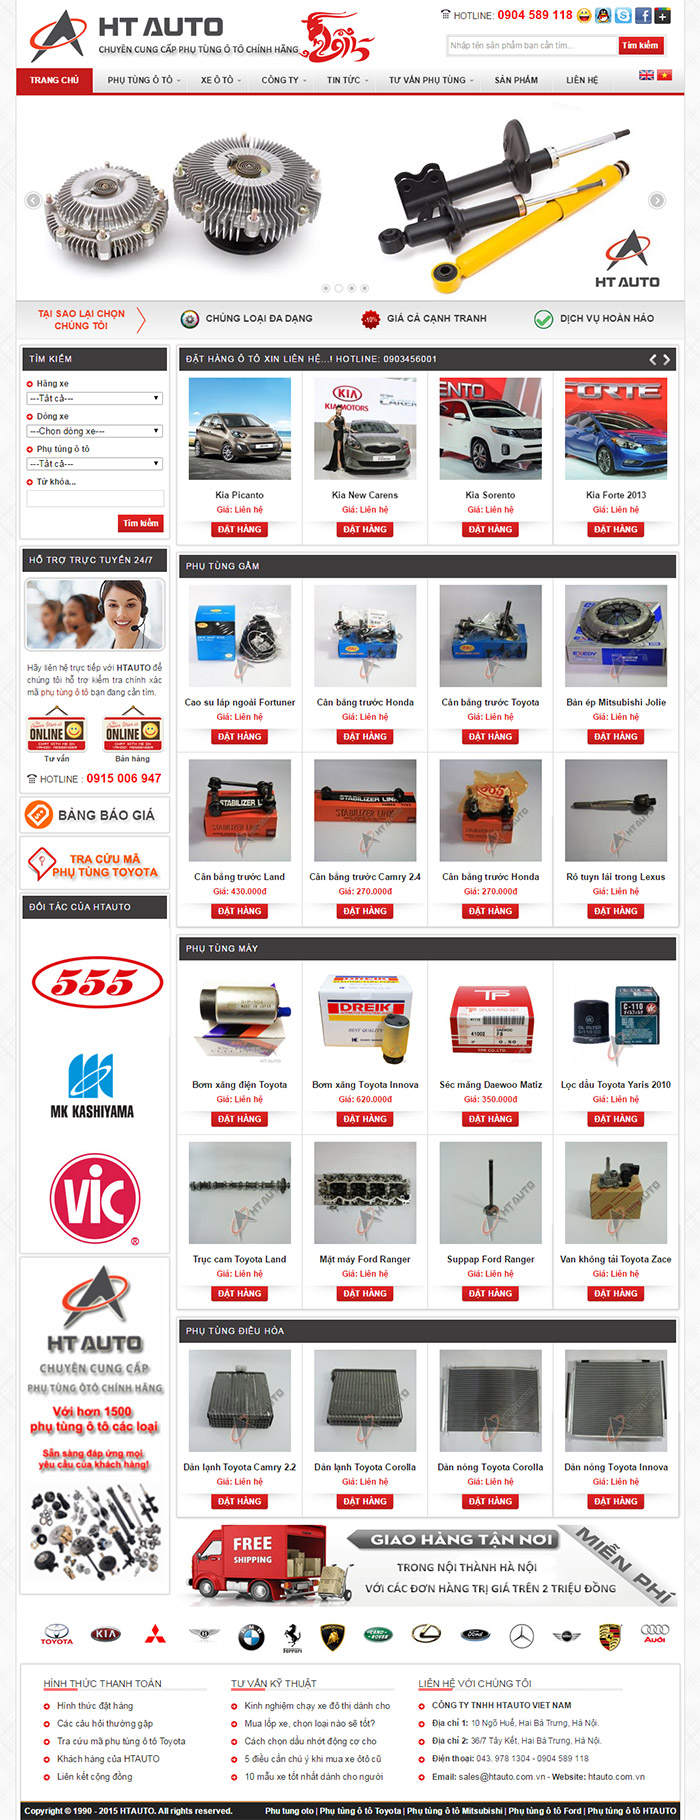 HT AUTO
CHUYÊN CUNG CẤP PHỤ TÙNG Ô TÔ CHÍNH HÃNG
HOTLINE: 0904 589 118
Nhập tên sản phẩm bạn cần tìm...
Tìm kiếm
TRANG CHỦ
PHỤ TÙNG Ô TÔ
XE Ô TÔ
CÔNG TY
TIN TỨC
TƯ VẤN PHỤ TÙNG
SẢN PHẨM
LIÊN HỆ
HT AUTO
TẠI SAO LẠI CHỌN
CHÚNG TÔI
CHỦNG LOẠI ĐA DẠNG
-10%
GIÁ CẢ CẠNH TRANH
DỊCH VỤ HOÀN HẢO
TÌM KIẾM
Hãng xe
---Tất cả---
Dòng xe
---Chọn dòng xe---
Phụ tùng ô tô
---Tất cả---
Từ khóa...
Tìm kiếm
HỖ TRỢ TRỰC TUYẾN 24/7
Hãy liên hệ trực tiếp với HTAUTO để
chúng tôi hỗ trợ kiểm tra chính xác
mã phụ tùng ô tô bạn đang cần tìm.
ONLINE
ONLINE
Tư vấn
Bán hàng
HOTLINE : 0915 006 947
BẢNG BÁO GIÁ
TRA CỨU MÃ
PHỤ TÙNG TOYOTA
ĐỐI TÁC CỦA HTAUTO
555
MK KASHIYAMA
VIC
HT AUTO
CHUYÊN CUNG CẤP
PHỤ TÙNG ÔTÔ CHÍNH HÃNG
Với hơn 1500
phụ tùng ô tô các loại
Sẵn sàng đáp ứng mọi
yêu cầu của khách hàng!
ĐẶT HÀNG Ô TÔ XIN LIÊN HỆ...! HOTLINE: 0903456001
KIA
KIA MOTORS
FORTE
Kia Picanto
Kia New Carens
Kia Sorento
Kia Forte 2013
Giá: Liên hệ
Giá: Liên hệ
Giá: Liên hệ
Giá: Liên hệ
ĐẶT HÀNG
ĐẶT HÀNG
ĐẶT HÀNG
ĐẶT HÀNG
PHỤ TÙNG GẦM
EXEDY
Cao su láp ngoài Fortuner
Cân bằng trước Honda
Cân bằng trước Toyota
Bàn ép Mitsubishi Jolie
Giá: Liên hệ
Giá: Liên hệ
Giá: Liên hệ
Giá: Liên hệ
ĐẶT HÀNG
ĐẶT HÀNG
ĐẶT HÀNG
ĐẶT HÀNG
STABILIZER LINK
STABILIZER LINK
555
Cân bằng trước Land
Cân bằng trước Camry 2.4
Cân bằng trước Honda
Rô tuyn lái trong Lexus
Giá: 430.000đ
Giá: 270.000đ
Giá: 270.000đ
Giá: Liên hệ
ĐẶT HÀNG
ĐẶT HÀNG
ĐẶT HÀNG
ĐẶT HÀNG
PHỤ TÙNG MÁY
DREIK
BEST QUALITY
TP
41002
C-110
Bơm xăng điện Toyota
Bơm xăng Toyota Innova
Séc măng Daewoo Matiz
Lọc dầu Toyota Yaris 2010
Giá: Liên hệ
Giá: 620.000đ
Giá: 350.000đ
Giá: Liên hệ
ĐẶT HÀNG
ĐẶT HÀNG
ĐẶT HÀNG
ĐẶT HÀNG
Trục cam Toyota Land
Mặt máy Ford Ranger
Suppap Ford Ranger
Van không tải Toyota Zace
Giá: Liên hệ
Giá: Liên hệ
Giá: Liên hệ
Giá: Liên hệ
ĐẶT HÀNG
ĐẶT HÀNG
ĐẶT HÀNG
ĐẶT HÀNG
PHỤ TÙNG ĐIỀU HÒA
Dàn lạnh Toyota Camry 2.2
Dàn lạnh Toyota Corolla
Dàn nóng Toyota Corolla
Dàn nóng Toyota Innova
Giá: Liên hệ
Giá: Liên hệ
Giá: Liên hệ
Giá: Liên hệ
ĐẶT HÀNG
ĐẶT HÀNG
ĐẶT HÀNG
ĐẶT HÀNG
FREE
SHIPPING
GIAO HÀNG TẬN NƠI
TRONG NỘI THÀNH HÀ NỘI
VỚI CÁC ĐƠN HÀNG TRỊ GIÁ TRÊN 2 TRIỆU ĐỒNG
MIỄN PHÍ
TOYOTA
KIA
Ferrari
LAND ROVER
Ford
Audi
HÌNH THỨC THANH TOÁN
Hình thức đặt hàng
Các câu hỏi thường gặp
Tra cứu mã phụ tùng ô tô Toyota
Khách hàng của HTAUTO
Liên kết cộng đồng
TƯ VẤN KỸ THUẬT
Kinh nghiệm chạy xe đô thị dành cho
Mua lốp xe, chọn loại nào sẽ tốt?
Cách chọn dầu nhớt động cơ cho
5 điều cần chú ý khi mua xe ôtô cũ
10 mẫu xe tốt nhất dành cho người
LIÊN HỆ VỚI CHÚNG TÔI
CÔNG TY TNHH HTAUTO VIET NAM
Địa chỉ 1: 10 Ngõ Huế, Hai Bà Trưng, Hà Nội.
Địa chỉ 2: 36/7 Tây Kết, Hai Bà Trưng, Hà Nội.
Điện thoại: 043. 978 1304 - 0904 589 118
Email: sales@htauto.com.vn - Website: htauto.com.vn
Copyright © 1990 - 2015 HTAUTO. All rights reserved.
Phu tung oto | Phụ tùng ô tô Toyota | Phụ tùng ô tô Mitsubishi | Phụ tùng ô tô Ford | Phụ tùng ô tô HTAUTO